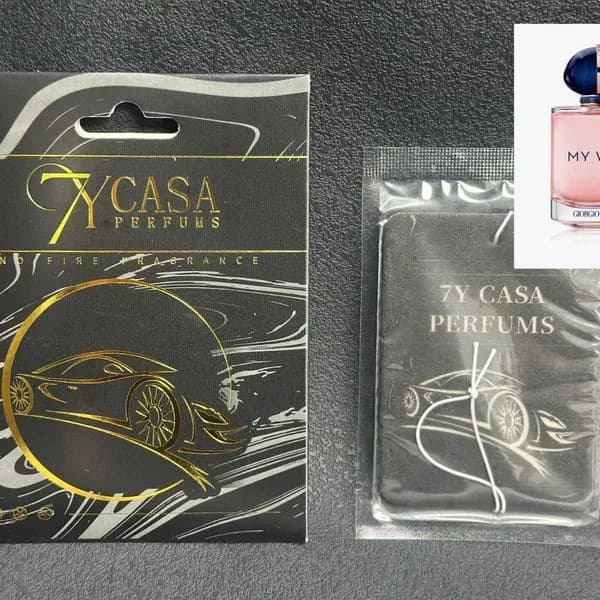 7YCASA
PERFUMS
NO FIRE FRAGRANCE
7Y CASA
PERFUMS
MY
GIORGIO